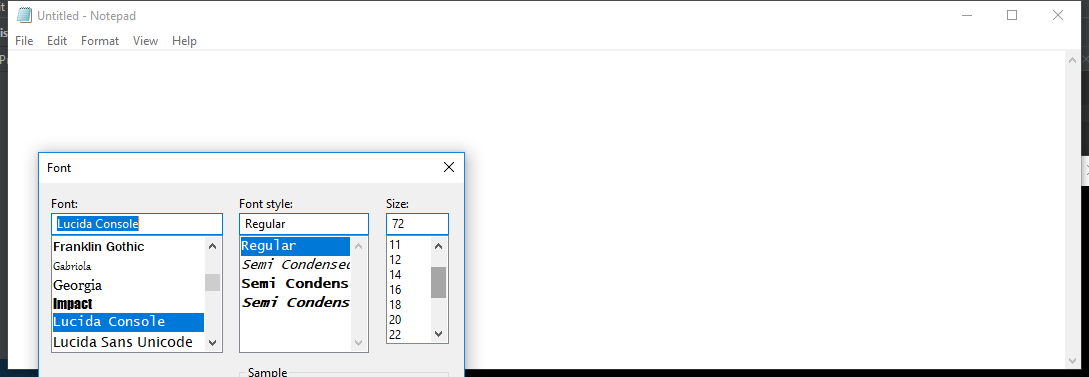 Untitled - Notepad
File Edit Format View Help
Font
Font: Font style: Size:
Lucida Console Regular 72
Franklin Gothic
Gabriola
Georgia
Impact
Lucida Console
Lucida Sans Unicode
Regular
Semi Condensed
Semi Condens
Semi Condens
11
12
14
16
18
20
22
Sample